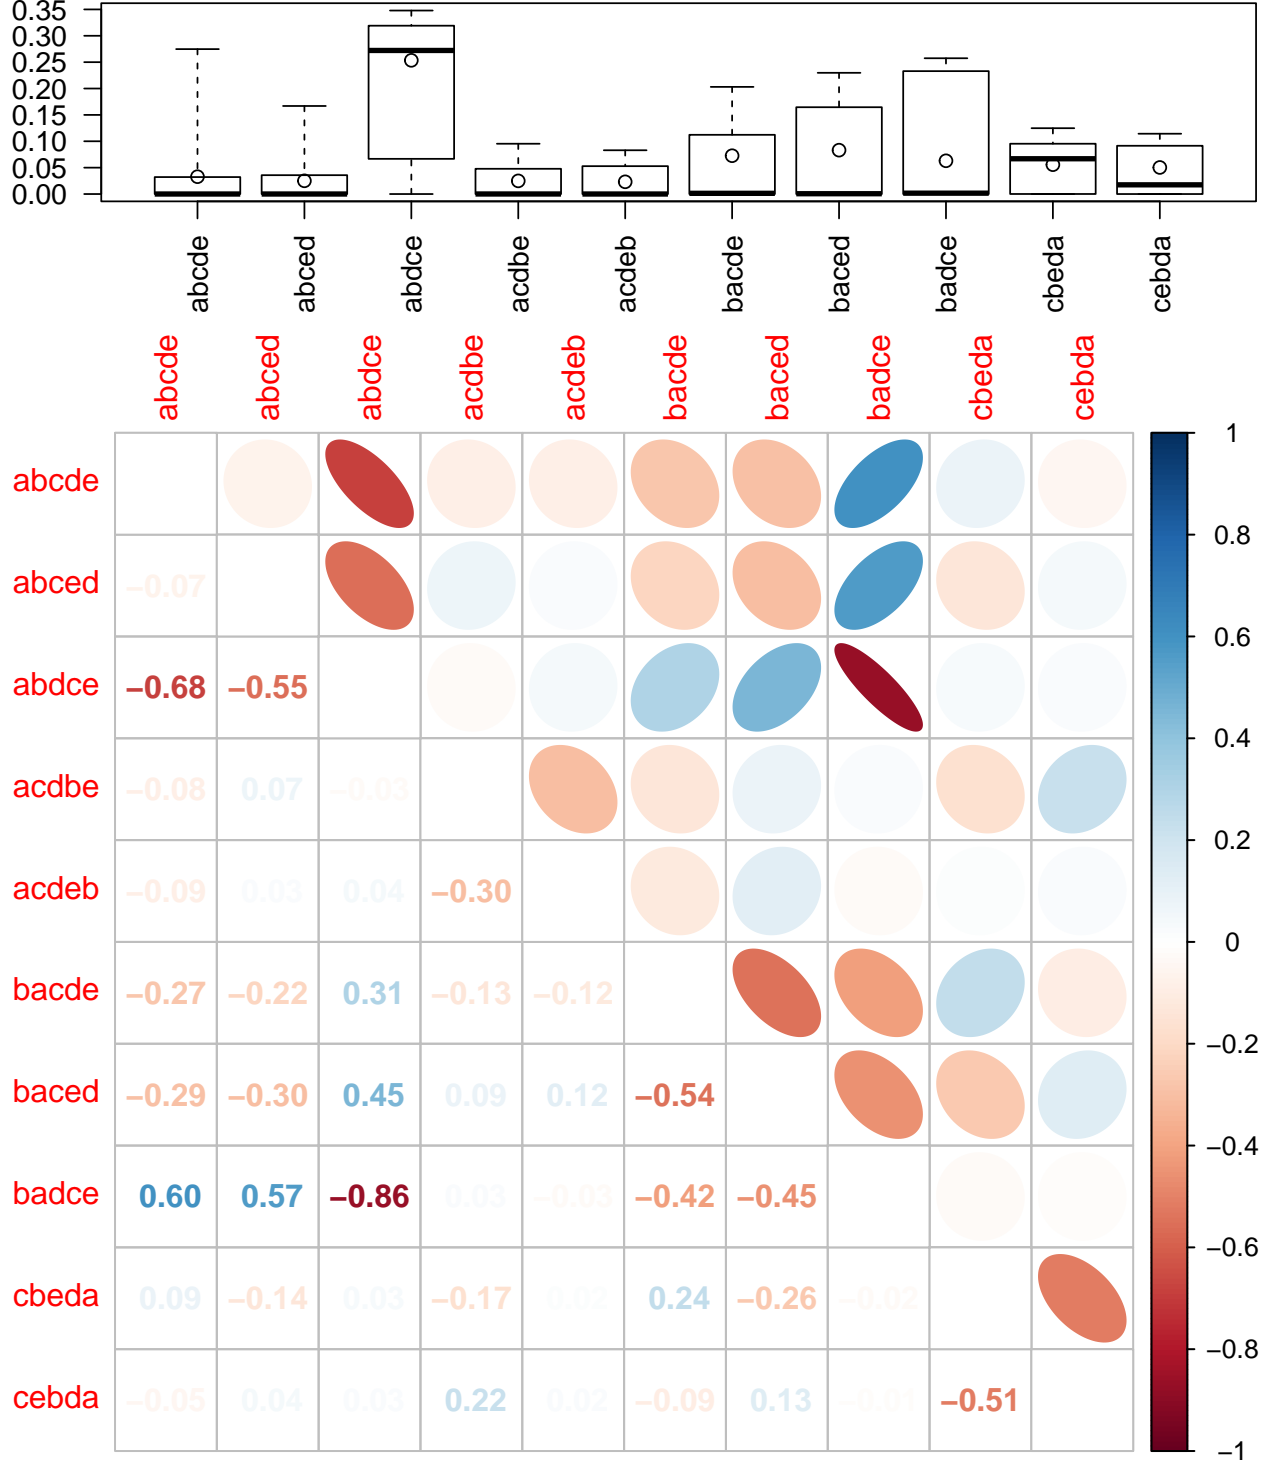 0.35
0.30
0.25
0.20
0.15
0.10
0.05
0.00
abcde abced abdce acdbe acdeb bacde baced badce cbeda cebda
abcde abced abdce acdbe acdeb bacde baced badce cbeda cebda
1
abcde
0.8
abced −0.07
0.6
abdce −0.68 −0.55
0.4
acdbe −0.08 0.07 −0.03
0.2
acdeb −0.09 0.03 0.04 −0.30
0
bacde −0.27 −0.22 0.31 −0.13 −0.12
−0.2
baced −0.29 −0.30 0.45 0.09 0.12 −0.54
−0.4
badce 0.60 0.57 −0.86 0.03 −0.03 −0.42 −0.45
−0.6
cbeda 0.09 −0.14 0.03 −0.17 0.02 0.24 −0.26 −0.02
−0.8
cebda −0.05 0.04 0.03 0.22 0.02 −0.09 0.13 −0.01 −0.51
−1